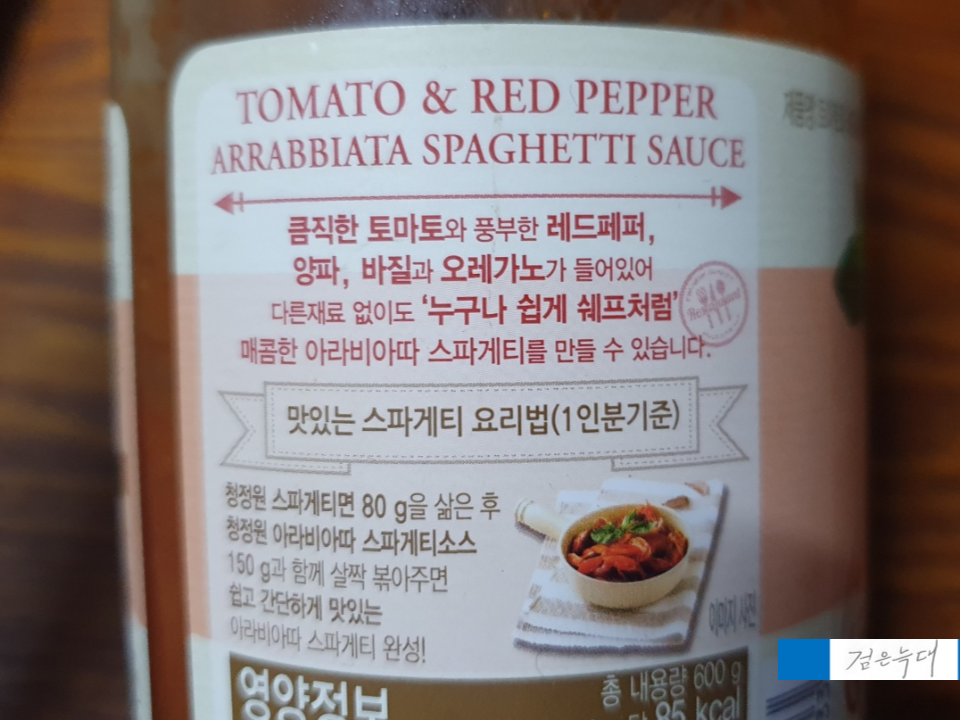 TOMATO & RED PEPPER
ARRABBIATA SPAGHETTI SAUCE
큼직한 토마토와 풍부한 레드페퍼,
양파, 바질과 오레가노가 들어있어
다른재료 없이도 ‘누구나 쉽게 쉐프처럼’
매콤한 아라비아따 스파게티를 만들 수 있습니다.
맛있는 스파게티 요리법(1인분기준)
청정원 스파게티면 80 g을 삶은 후
청정원 아라비아따 스파게티소스
150 g과 함께 살짝 볶아주면
쉽고 간단하게 맛있는
아라비아따 스파게티 완성!
이미지 사진
영양정보
총 내용량 600 g
당 85 kcal
검은늑대